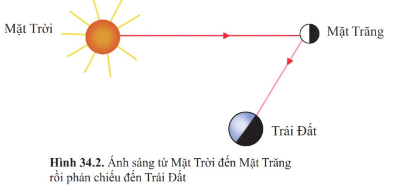 Mặt Trời
Mặt Trăng
Trái Đất
Hình 34.2. Ánh sáng từ Mặt Trời đến Mặt Trăng
rồi phản chiếu đến Trái Đất